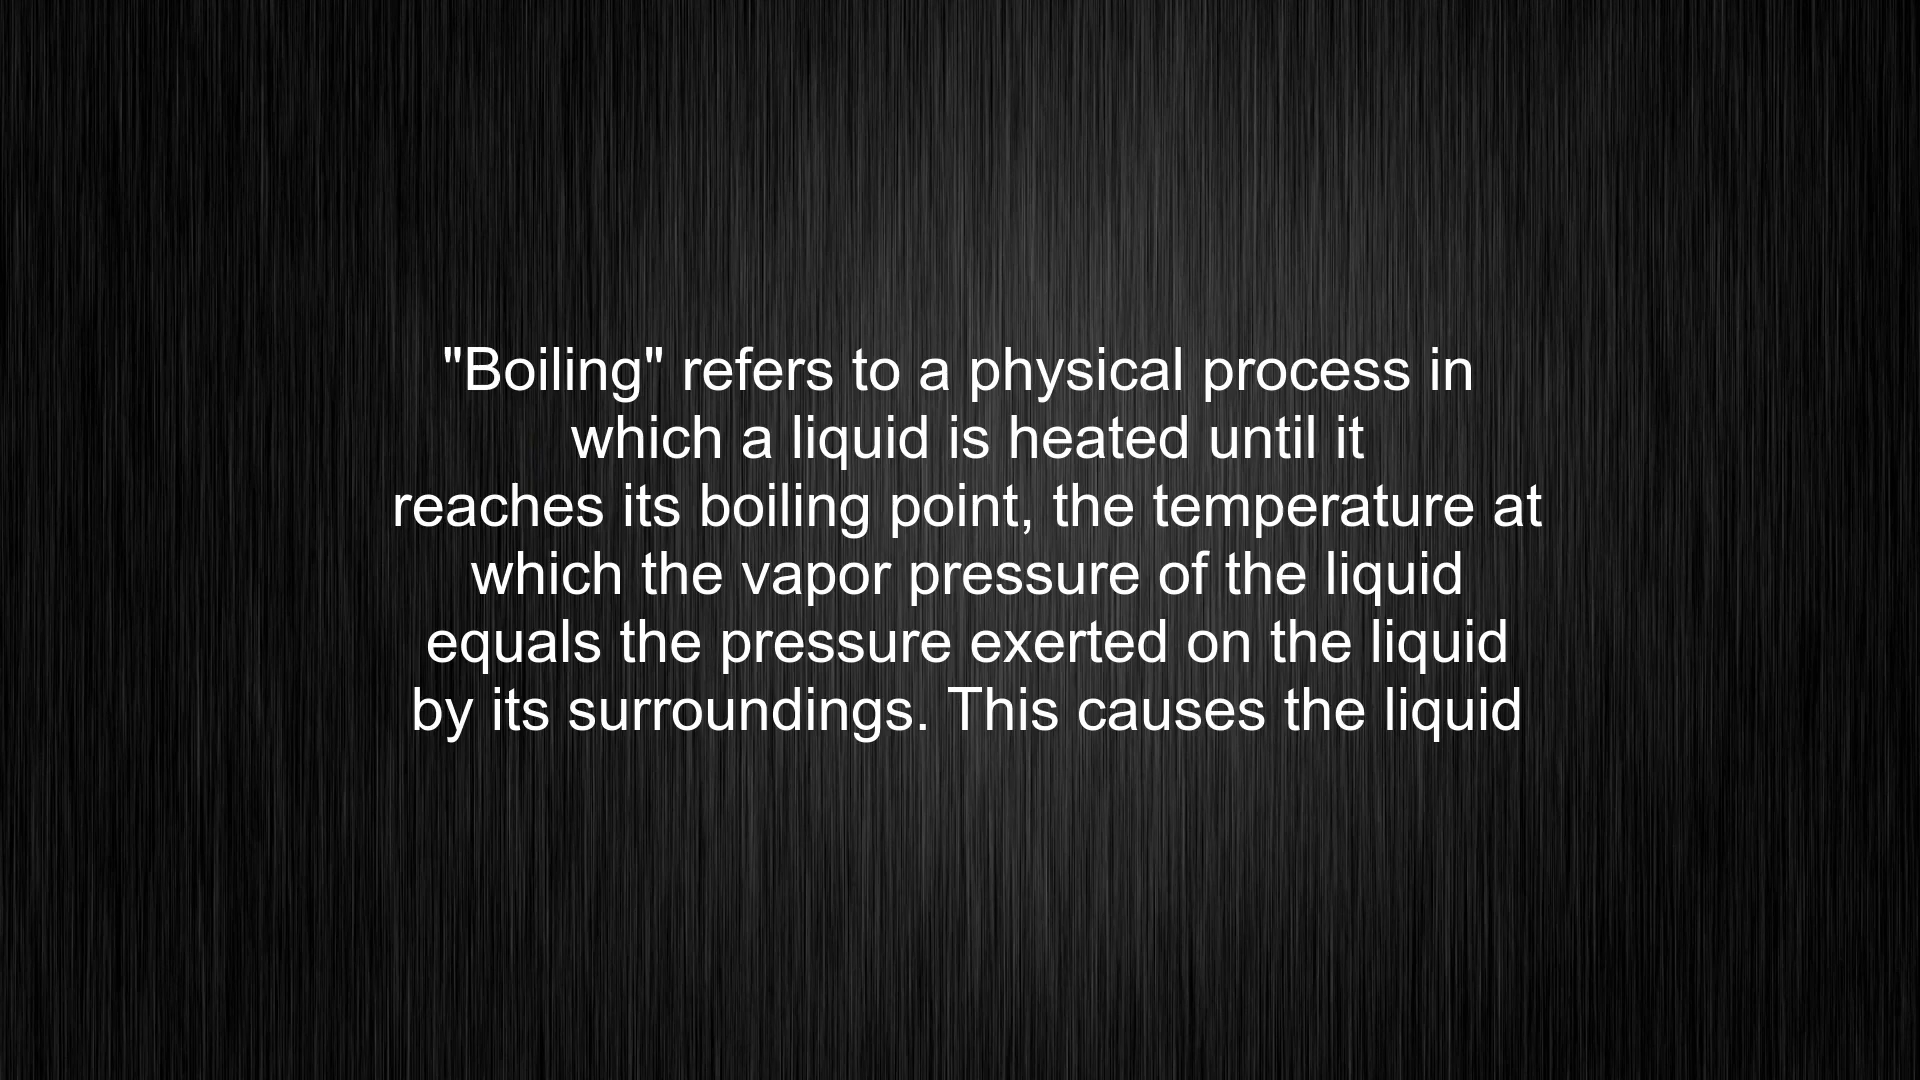 "Boiling" refers to a physical process in
which a liquid is heated until it
reaches its boiling point, the temperature at
which the vapor pressure of the liquid
equals the pressure exerted on the liquid
by its surroundings. This causes the liquid